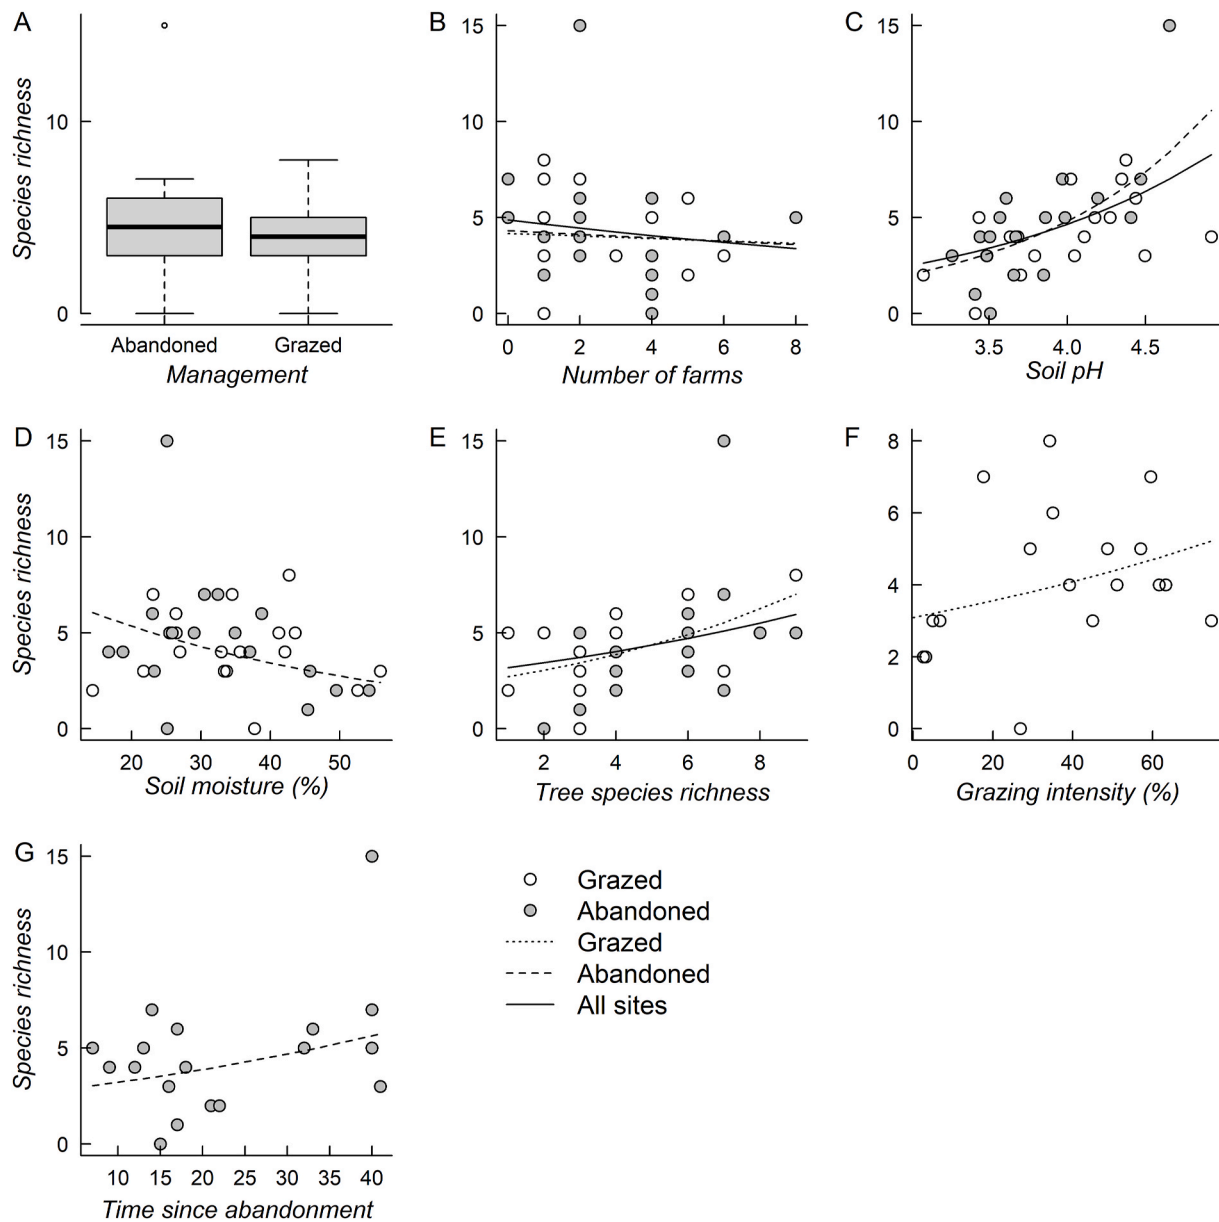 A
Species richness
10
0
Abandoned Grazed
Management
B
15
10
5
0
0 2 4 6 8
Number of farms
C
15
10
5
0
3.5 4.0 4.5
Soil pH
D
Species richness
15
10
5
0
20 30 40 50
Soil moisture (%)
E
15
10
5
0
2 4 6 8
Tree species richness
F
8
6
4
2
0
0 20 40 60
Grazing intensity (%)
G
Species richness
15
10
5
0
10 15 20 25 30 35 40
Time since abandonment
Grazed
Abandoned
Grazed
Abandoned
All sites